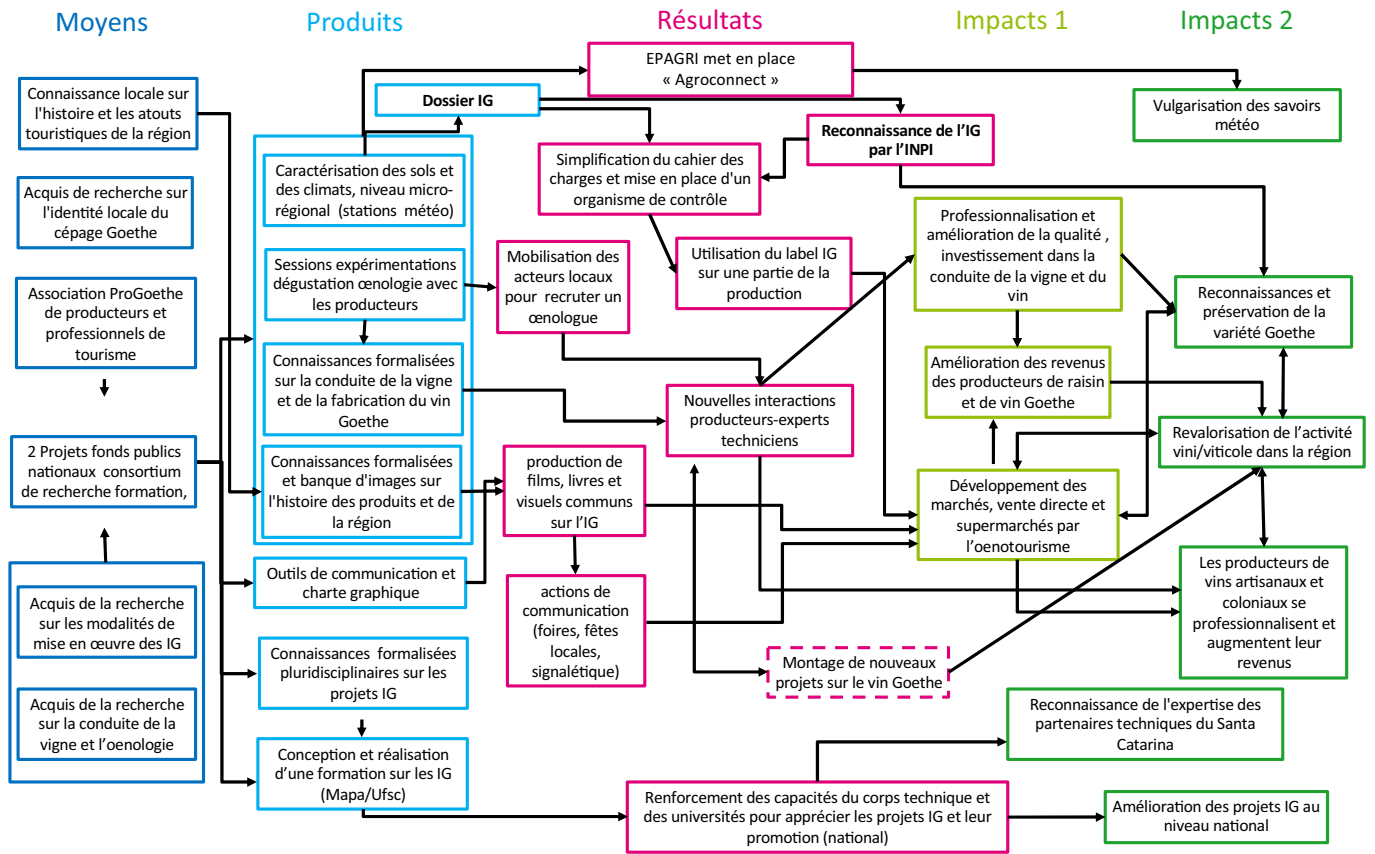 Moyens
Produits
Résultats
Impacts 1
Impacts 2
Connaissance locale sur
l'histoire et les atouts
touristiques de la région
Acquis de recherche sur
l'identité locale du
cépage Goethe
Association ProGoethe
de producteurs et
professionnels de
tourisme
2 Projets fonds publics
nationaux consortium
de recherche formation,
Acquis de la recherche
sur les modalités de
mise en œuvre des IG
Acquis de la recherche
sur la conduite de la
vigne et l’oenologie
Dossier IG
Caractérisation des sols et
des climats, niveau micro-
régional (stations météo)
Sessions expérimentations
dégustation œnologie avec
les producteurs
Connaissances formalisées
sur la conduite de la vigne
et de la fabrication du vin
Goethe
Connaissances formalisées
et banque d'images sur
l'histoire des produits et de
la région
Outils de communication et
charte graphique
Connaissances formalisées
pluridisciplinaires sur les
projets IG
Conception et réalisation
d’une formation sur les IG
(Mapa/Ufsc)
EPAGRI met en place
« Agroconnect »
Reconnaissance de l’IG
par l’INPI
Simplification du cahier des
charges et mise en place d'un
organisme de contrôle
Utilisation du label IG
sur une partie de la
production
Mobilisation des
acteurs locaux
pour recruter un
œnologue
Nouvelles interactions
producteurs-experts
techniciens
production de
films, livres et
visuels communs
sur l’IG
actions de
communication
(foires, fêtes
locales,
signalétique)
Montage de nouveaux
projets sur le vin Goethe
Renforcement des capacités du corps technique et
des universités pour apprécier les projets IG et leur
promotion (national)
Professionnalisation et
amélioration de la qualité ,
investissement dans la
conduite de la vigne et du
vin
Amélioration des revenus
des producteurs de raisin
et de vin Goethe
Développement des
marchés, vente directe et
supermarchés par
l’oenotourisme
Vulgarisation des savoirs
météo
Reconnaissances et
préservation de la
variété Goethe
Revalorisation de l’activité
vini/viticole dans la région
Les producteurs de
vins artisanaux et
coloniaux se
professionnalisent et
augmentent leur
revenus
Reconnaissance de l'expertise des
partenaires techniques du Santa
Catarina
Amélioration des projets IG au
niveau national